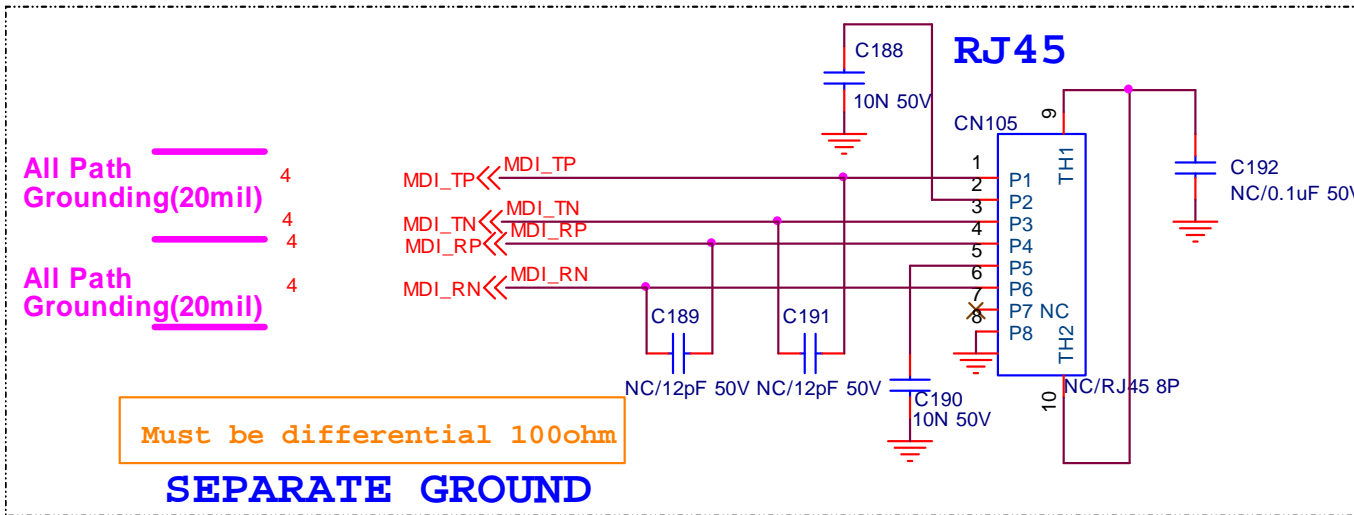 RJ45
C188
10N 50V
CN105
9
TH1
C192
NC/0.1uF 50V
All Path
Grounding(20mil)
4
4
4
4
All Path
Grounding(20mil)
MDI_TP
MDI_TP
MDI_TN
MDI_TN
MDI_RP
MDI_RP
MDI_RN
MDI_RN
1
2
3
4
5
6
7
8
P1
P2
P3
P4
P5
P6
P7 NC
P8
TH2
10
NC/RJ45 8P
C189
NC/12pF 50V
C191
NC/12pF 50V
C190
10N 50V
Must be differential 100ohm
SEPARATE GROUND